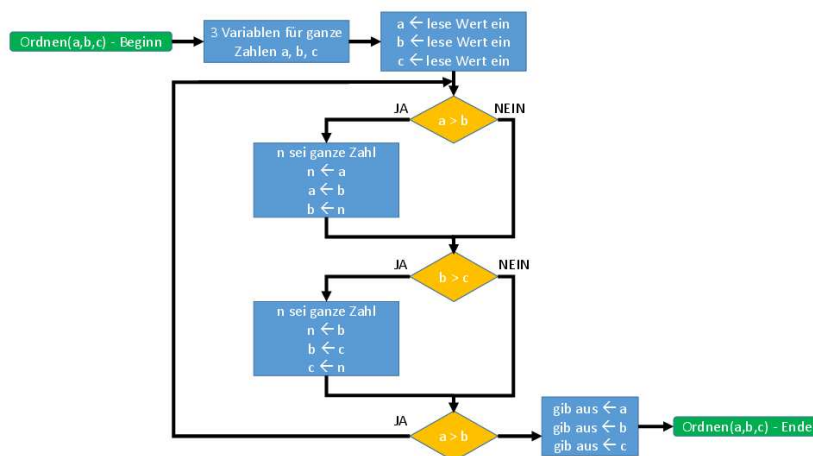 Ordnen(a,b,c) - Beginn
3 Variablen für ganze
Zahlen a, b, c
a ← lese Wert ein
b ← lese Wert ein
c ← lese Wert ein
JA
NEIN
a > b
n sei ganze Zahl
n ← a
a ← b
b ← n
JA
NEIN
b > c
n sei ganze Zahl
n ← b
b ← c
c ← n
JA
a > b
gib aus ← a
gib aus ← b
gib aus ← c
Ordnen(a,b,c) - Ende